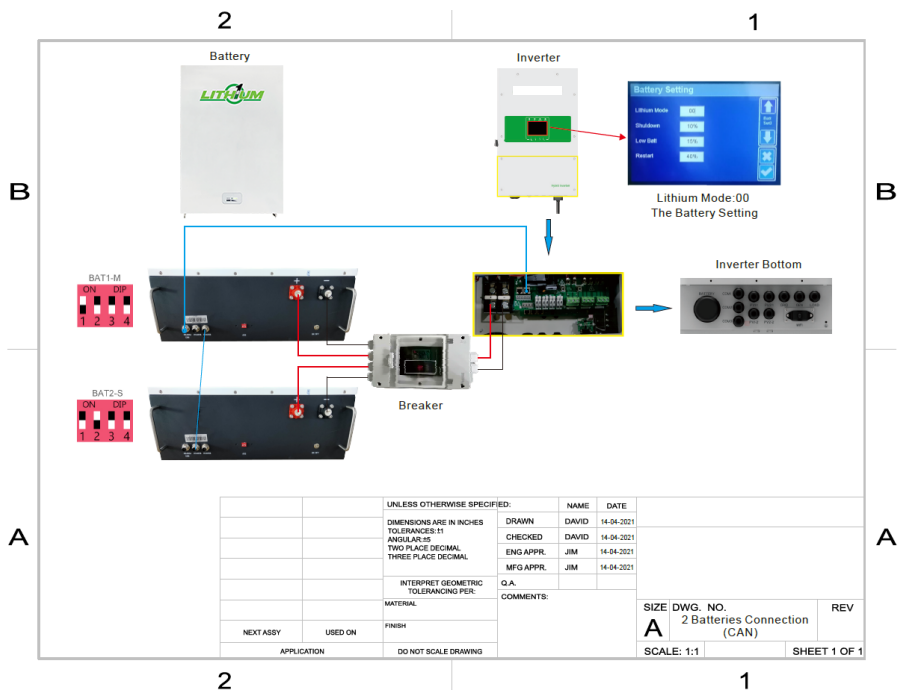 2
1
Battery
Inverter
LITHIUM
Battery Setting
Lithium Mode 00
Shutdown 10%
Low Batt 15%
Restart 45%
Lithium Mode:00
The Battery Setting
B
B
BAT1-M
ON DIP
1 2 3 4
Inverter Bottom
BAT2-S
ON DIP
1 2 3 4
Breaker
A
A
UNLESS OTHERWISE SPECIFIED:
DIMENSIONS ARE IN INCHES
TOLERANCES:±1
ANGULAR:±5
TWO PLACE DECIMAL
THREE PLACE DECIMAL
INTERPRET GEOMETRIC
TOLERANCING PER:
MATERIAL
FINISH
DO NOT SCALE DRAWING
NEXT ASSY
USED ON
APPLICATION
NAME DATE
DRAWN DAVID 14-04-2021
CHECKED DAVID 14-04-2021
ENG APPR. JIM 14-04-2021
MFG APPR. JIM 14-04-2021
Q.A.
COMMENTS:
SIZE
A
DWG. NO.
2 Batteries Connection
(CAN)
REV
SCALE: 1:1
SHEET 1 OF 1
2
1